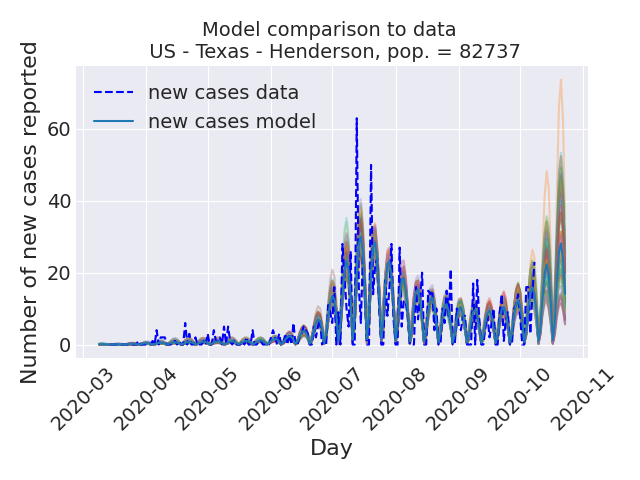 Model comparison to data
US - Texas - Henderson, pop. = 82737
Number of new cases reported
60
40
20
0
new cases data
new cases model
2020-03
2020-04
2020-05
2020-06
2020-07
2020-08
2020-09
2020-10
2020-11
Day